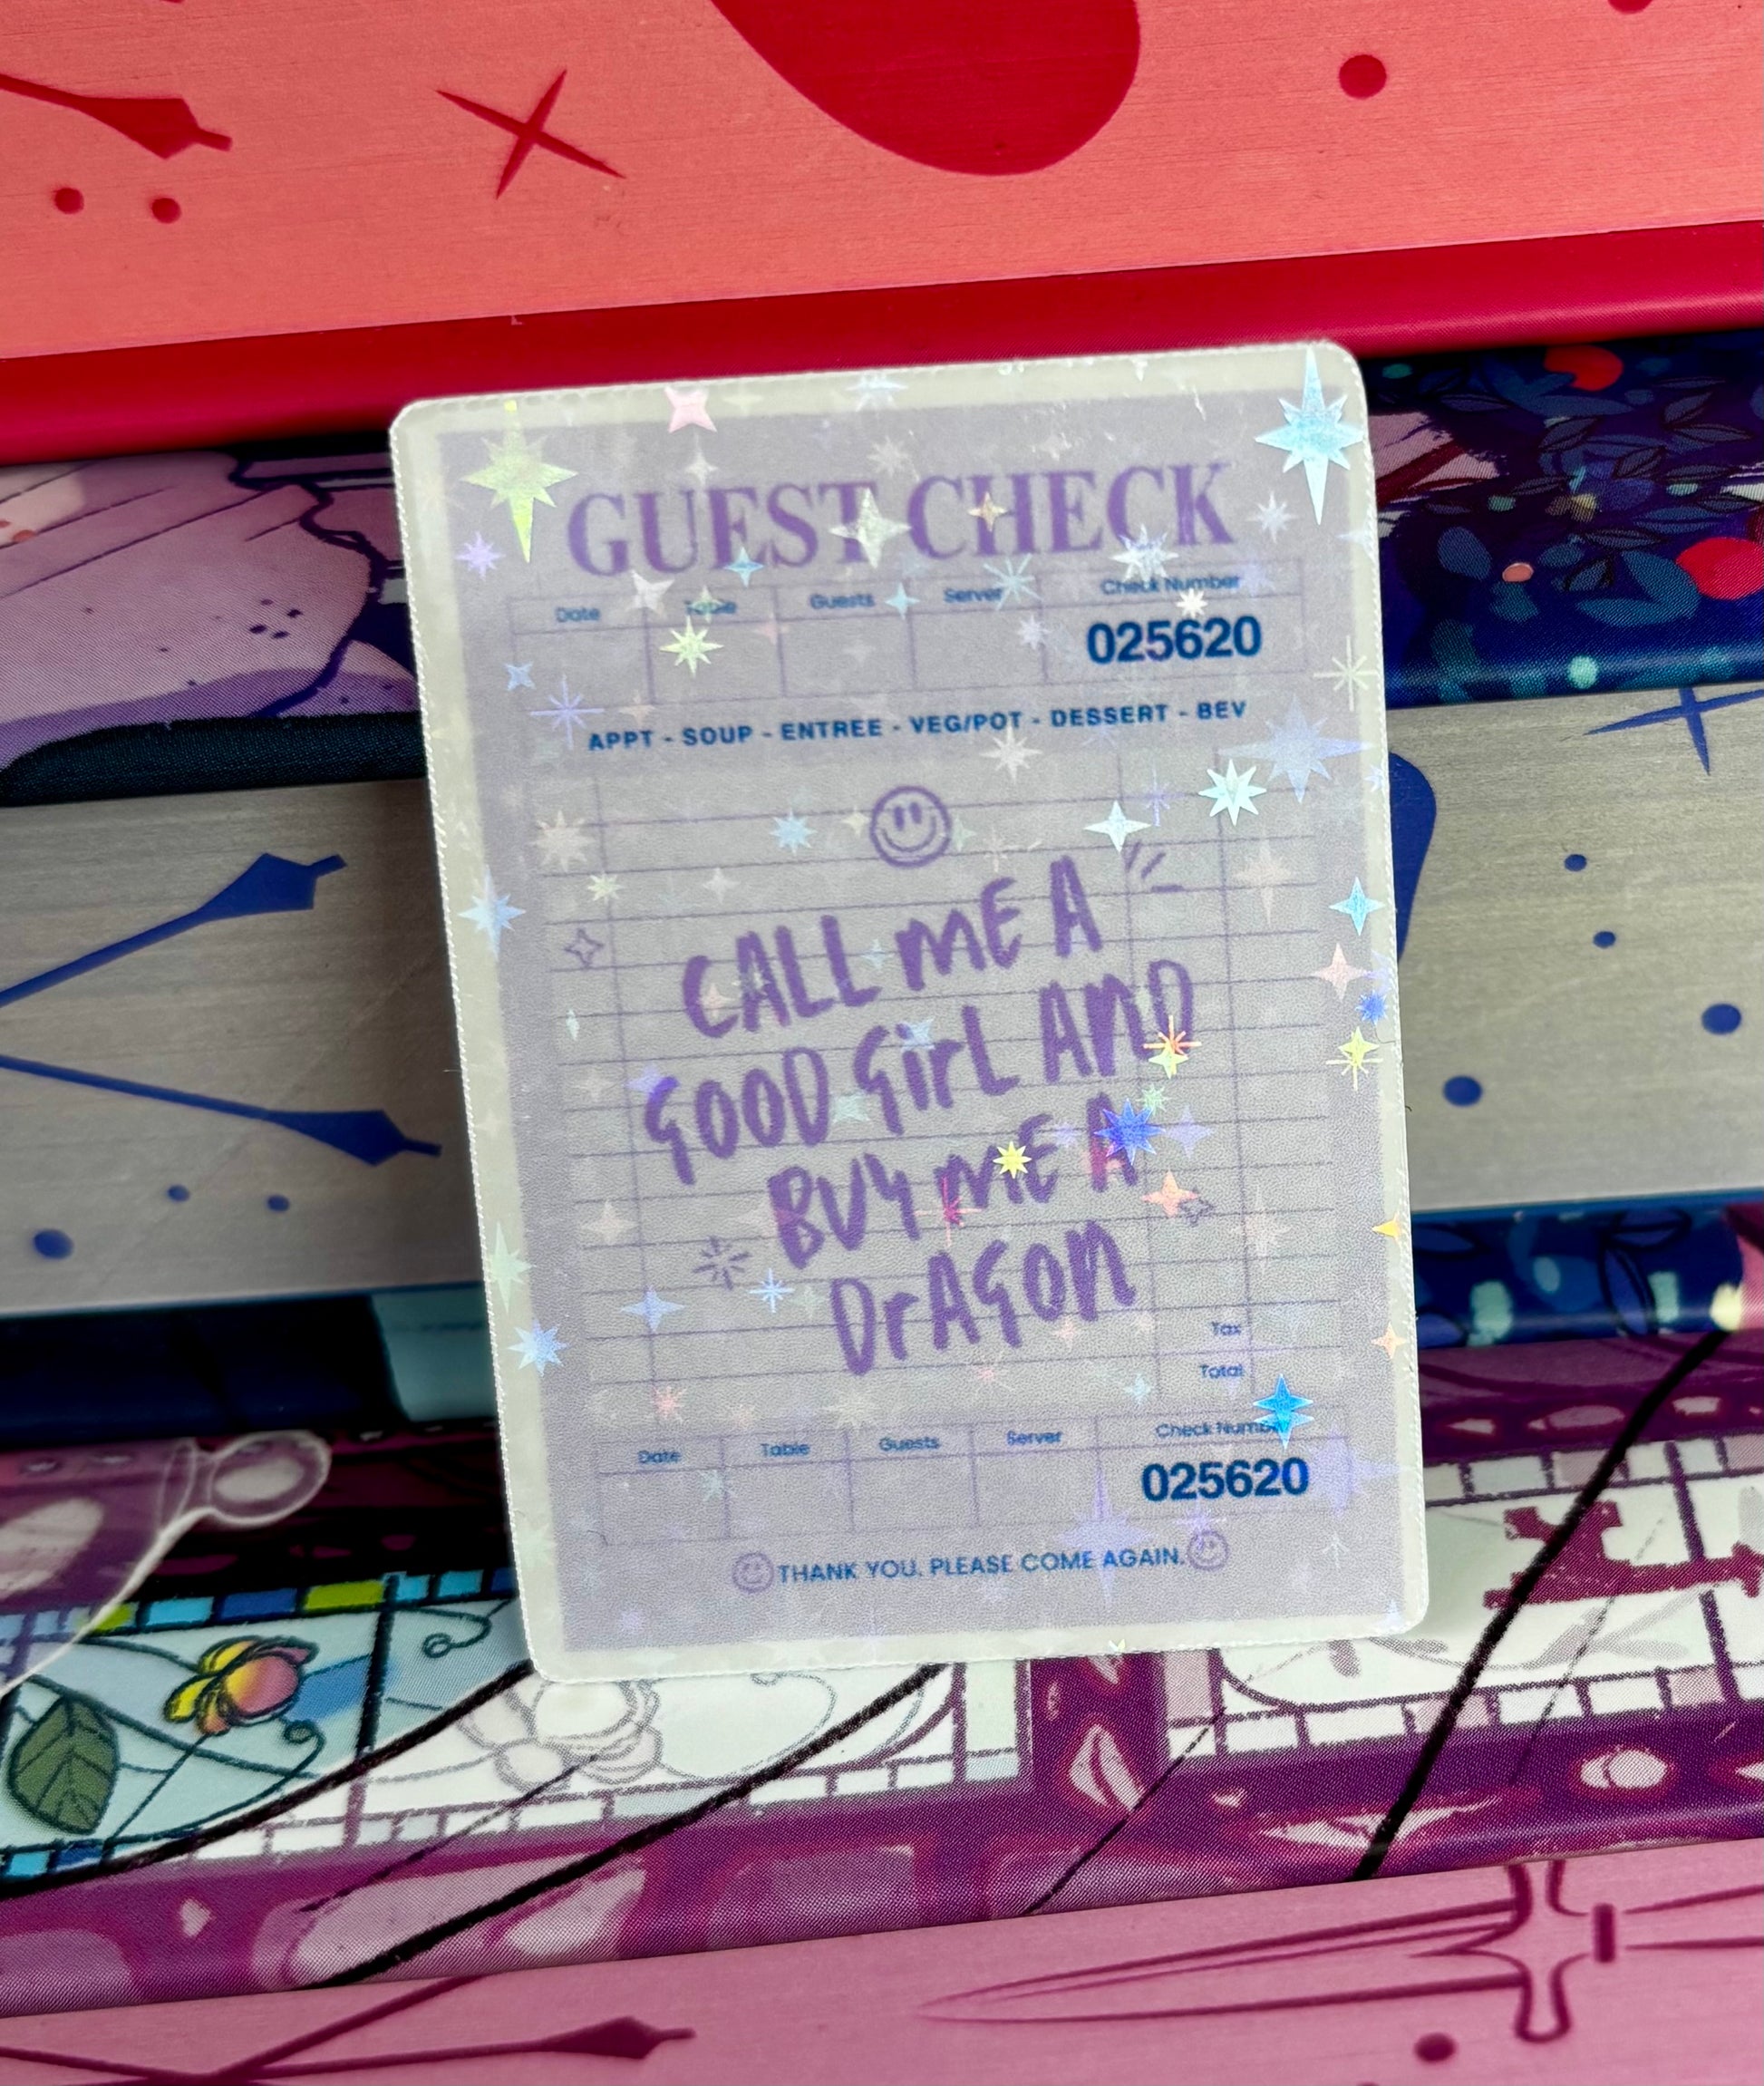 GUEST CHECK
Date Table Guests Server Check Number
025620
APPT - SOUP - ENTREE - VEG/POT - DESSERT - BEV
CALL ME A
GOOD GirL AND
BUY ME A
DrAGON
Tax
Total
Date Table Guests Server Check Number
025620
THANK YOU. PLEASE COME AGAIN.